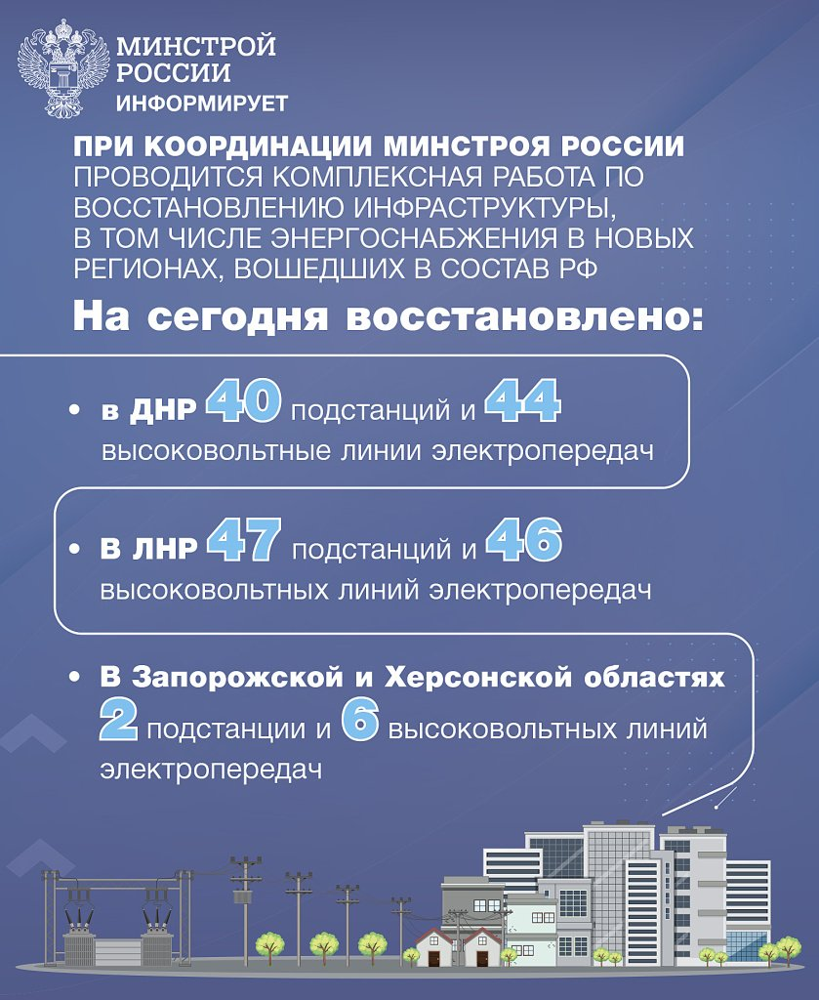 МИНСТРОЙ
РОССИИ
ИНФОРМИРУЕТ
ПРИ КООРДИНАЦИИ МИНСТРОЯ РОССИИ
ПРОВОДИТСЯ КОМПЛЕКСНАЯ РАБОТА ПО
ВОССТАНОВЛЕНИЮ ИНФРАСТРУКТУРЫ,
В ТОМ ЧИСЛЕ ЭНЕРГОСНАБЖЕНИЯ В НОВЫХ
РЕГИОНАХ, ВОШЕДШИХ В СОСТАВ РФ
На сегодня восстановлено:
• в ДНР 40 подстанций и 44
высоковольтные линии электропередач
• В ЛНР 47 подстанций и 46
высоковольтных линий электропередач
• В Запорожской и Херсонской областях
2 подстанции и 6 высоковольтных линий
электропередач